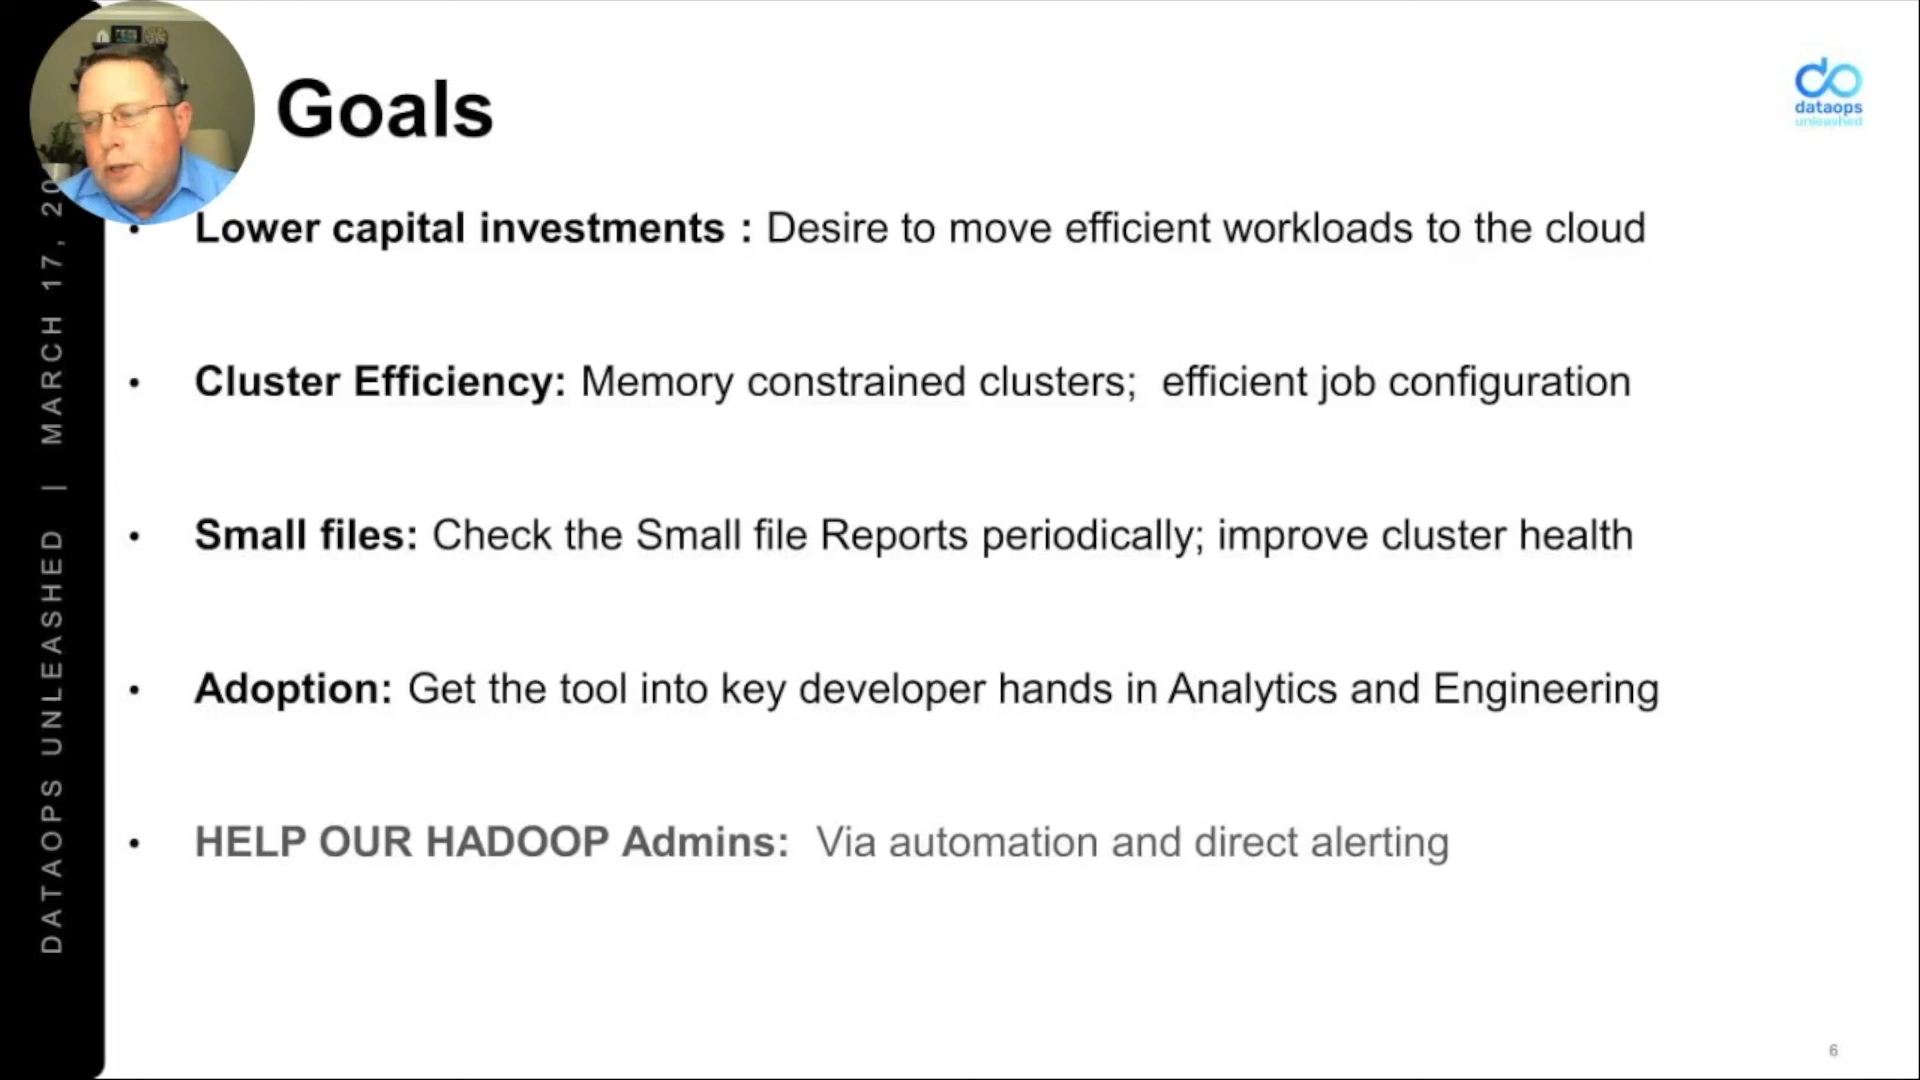 Goals
dataops
unleashed
• Lower capital investments : Desire to move efficient workloads to the cloud
• Cluster Efficiency: Memory constrained clusters;  efficient job configuration
• Small files: Check the Small file Reports periodically; improve cluster health
• Adoption: Get the tool into key developer hands in Analytics and Engineering
• HELP OUR HADOOP Admins:  Via automation and direct alerting
DATAOPS UNLEASHED | MARCH 17,
6